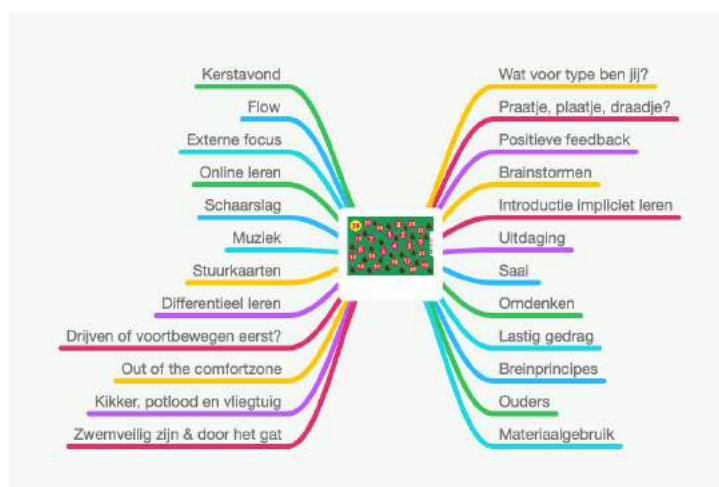 Kerstavond
Flow
Externe focus
Online leren
Schaarslag
Muziek
Stuurkaarten
Differentieel leren
Drijven of voortbewegen eerst?
Out of the comfortzone
Kikker, potlood en vliegtuig
Zwemveilig zijn & door het gat
Wat voor type ben jij?
Praatje, plaatje, draadje?
Positieve feedback
Brainstormen
Introductie impliciet leren
Uitdaging
Saai
Omdenken
Lastig gedrag
Breinprincipes
Ouders
Materiaalgebruik
24